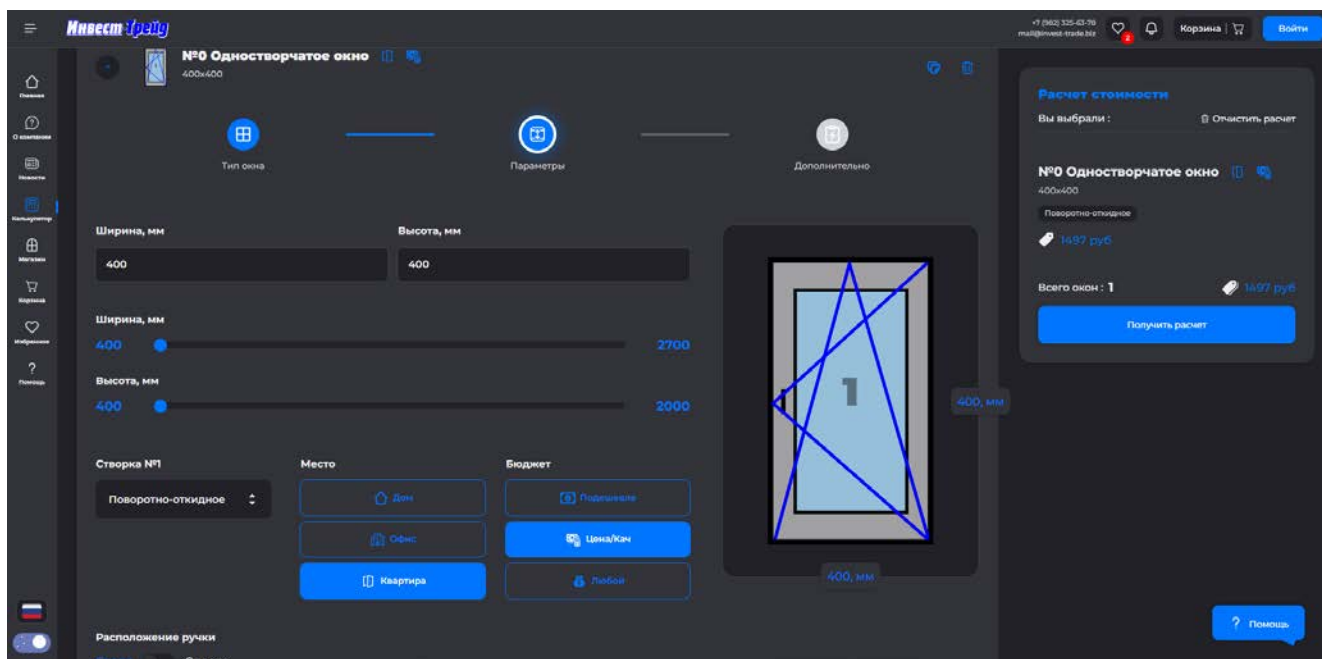 Инвест Трейд
+7 (982) 325-63-76
mail@invest-trade.biz
2
Корзина
Войти
Главная
О компании
Новости
Калькулятор
Магазин
Корзина
Избранное
?
Помощь
№0 Одностворчатое окно
400x400
Тип окна
Параметры
Дополнительно
Ширина, мм
Высота, мм
400
400
Ширина, мм
400
2700
Высота, мм
400
2000
Створка №1
Место
Бюджет
Поворотно-откидное
Дом
Подешевле
Офис
Цена/Кач
Квартира
Любой
Расположение ручки
1
400, мм
400, мм
Расчет стоимости
Вы выбрали :
Очистить расчет
№0 Одностворчатое окно
400x400
Поворотно-откидное
1497 руб
Всего окон : 1
1497 руб
Получить расчет
? Помощь